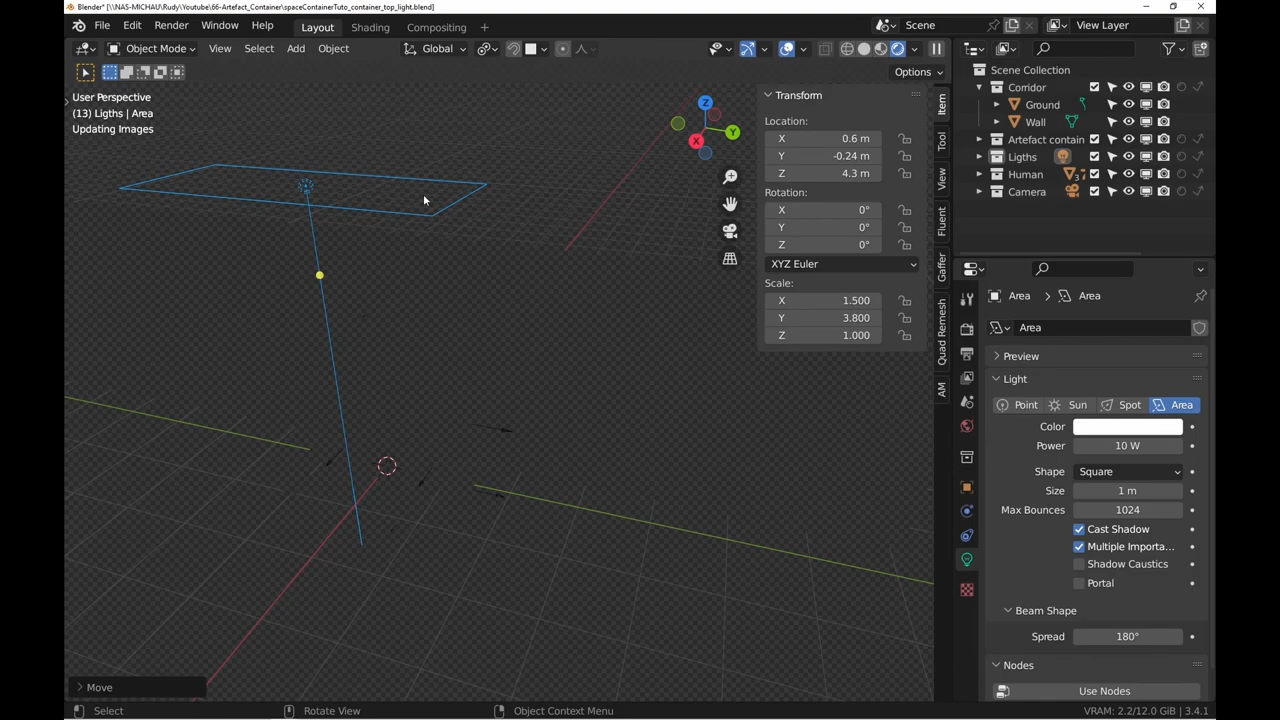 Blender* [\\NAS-MICHAU\Rudy\Youtube\66-Artefact_Container\spaceContainerTuto_container_top_light.blend]
File Edit Render Window Help Layout Shading Compositing + Scene View Layer
Object Mode View Select Add Object Global
Options
User Perspective
(13) Ligths | Area
Updating Images
Z
Y
X
Transform
Location:
X 0.6 m
Y -0.24 m
Z 4.3 m
Rotation:
X 0°
Y 0°
Z 0°
XYZ Euler
Scale:
X 1.500
Y 3.800
Z 1.000
Item
Tool
View
Fluent
Gaffer
Quad Remesh
AM
Scene Collection
Corridor
Ground
Wall
Artefact contain
Ligths
Human 3
Camera
Area > Area
Area
Preview
Light
Point Sun Spot Area
Color
Power 10 W
Shape Square
Size 1 m
Max Bounces 1024
Cast Shadow
Multiple Importa...
Shadow Caustics
Portal
Beam Shape
Spread 180°
Nodes
Use Nodes
> Move
Select Rotate View Object Context Menu VRAM: 2.2/12.0 GiB | 3.4.1